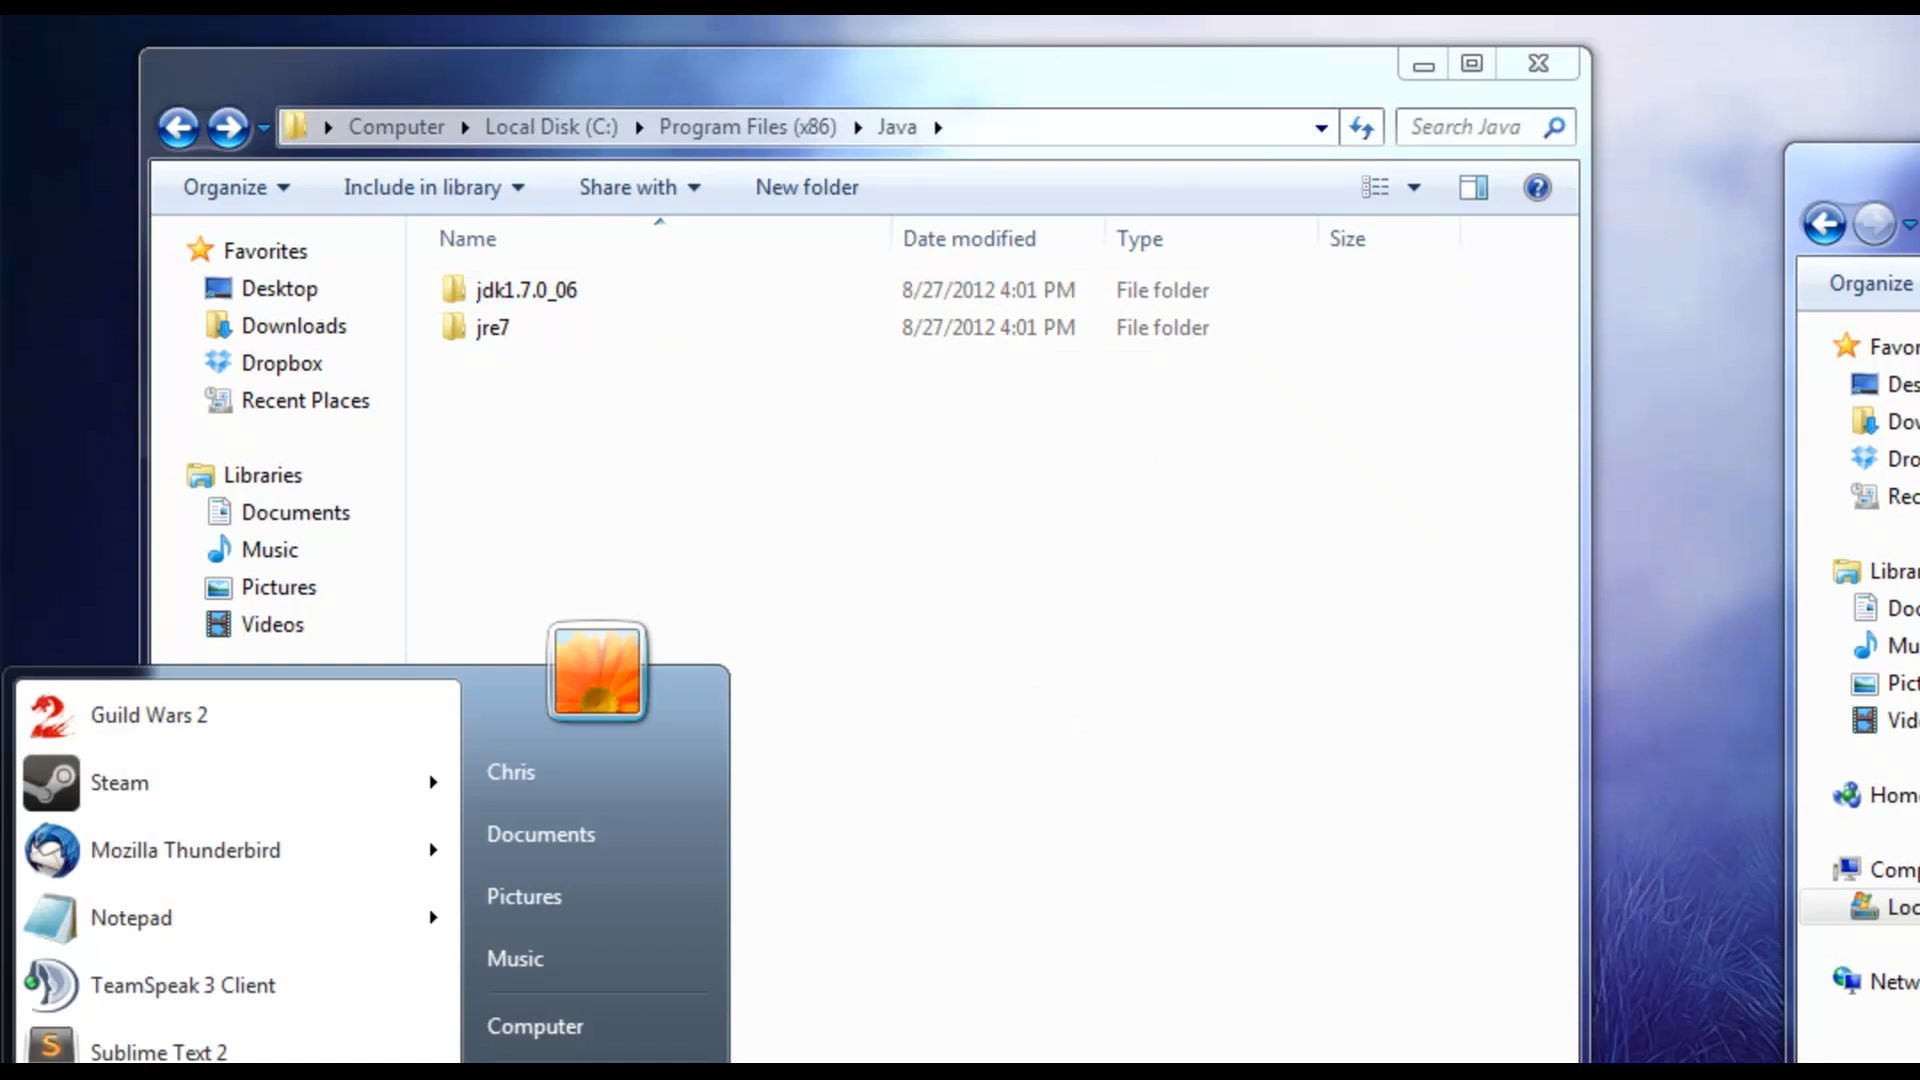 Computer Local Disk (C:) Program Files (x86) Java
Search Java
Organize Include in library Share with New folder
Name Date modified Type Size
jdk1.7.0_06 8/27/2012 4:01 PM File folder
jre7 8/27/2012 4:01 PM File folder
Favorites
Desktop
Downloads
Dropbox
Recent Places
Libraries
Documents
Music
Pictures
Videos
Guild Wars 2
Steam
Mozilla Thunderbird
Notepad
TeamSpeak 3 Client
Sublime Text 2
Chris
Documents
Pictures
Music
Computer
Organize
Favor
Des
Dow
Dro
Rec
Librar
Doc
Mu
Pict
Vid
Home
Comp
Loc
Netw